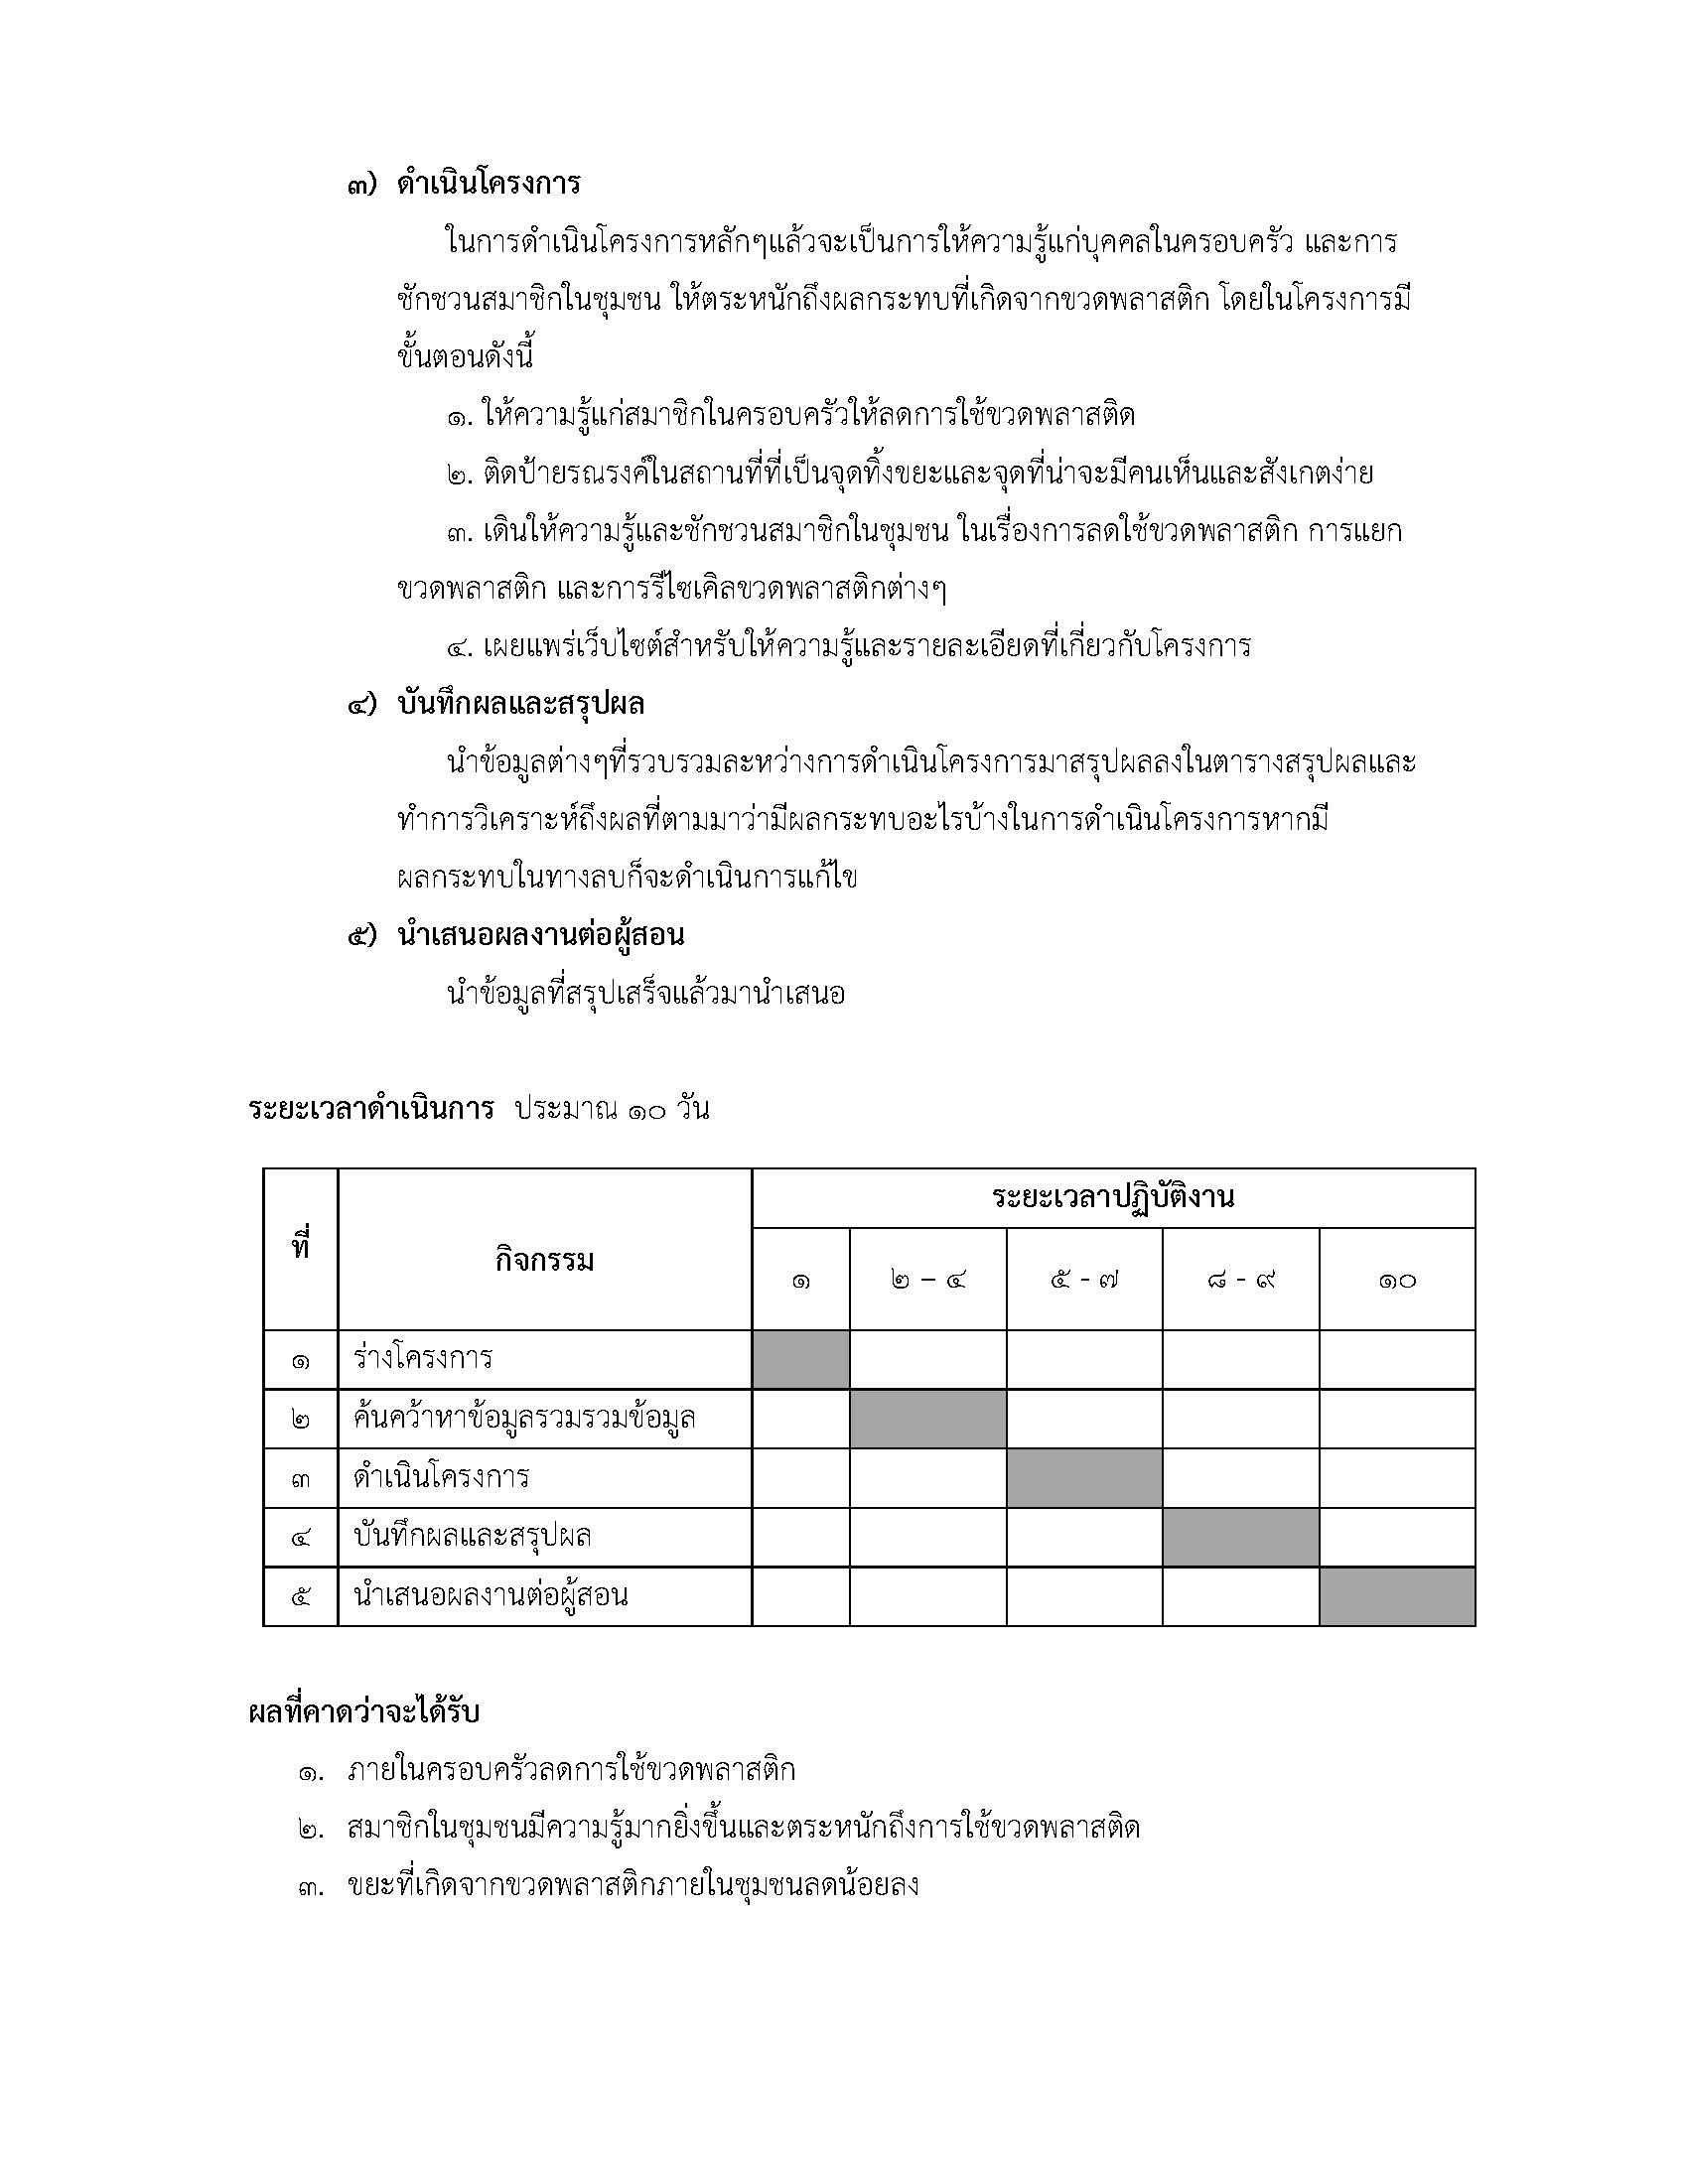 ๓) ดำเนินโครงการ
ในการดำเนินโครงการหลักๆแล้วจะเป็นการให้ความรู้แก่บุคคลในครอบครัว และการ
ชักชวนสมาชิกในชุมชน ให้ตระหนักถึงผลกระทบที่เกิดจากขวดพลาสติก โดยในโครงการมี
ขั้นตอนดังนี้
๑. ให้ความรู้แก่สมาชิกในครอบครัวให้ลดการใช้ขวดพลาสติด
๒. ติดป้ายรณรงค์ในสถานที่ที่เป็นจุดทิ้งขยะและจุดที่น่าจะมีคนเห็นและสังเกตง่าย
๓. เดินให้ความรู้และชักชวนสมาชิกในชุมชน ในเรื่องการลดใช้ขวดพลาสติก การแยก
ขวดพลาสติก และการรีไซเคิลขวดพลาสติกต่างๆ
๔. เผยแพร่เว็บไซต์สำหรับให้ความรู้และรายละเอียดที่เกี่ยวกับโครงการ
๔) บันทึกผลและสรุปผล
นำข้อมูลต่างๆที่รวบรวมละหว่างการดำเนินโครงการมาสรุปผลลงในตารางสรุปผลและ
ทำการวิเคราะห์ถึงผลที่ตามมาว่ามีผลกระทบอะไรบ้างในการดำเนินโครงการหากมี
ผลกระทบในทางลบก็จะดำเนินการแก้ไข
๕) นำเสนอผลงานต่อผู้สอน
นำข้อมูลที่สรุปเสร็จแล้วมานำเสนอ
ระยะเวลาดำเนินการ ประมาณ ๑๐ วัน
ที่ กิจกรรม ระยะเวลาปฏิบัติงาน
๑ ๒ – ๔ ๕ - ๗ ๘ - ๙ ๑๐
๑ ร่างโครงการ
๒ ค้นคว้าหาข้อมูลรวมรวมข้อมูล
๓ ดำเนินโครงการ
๔ บันทึกผลและสรุปผล
๕ นำเสนอผลงานต่อผู้สอน
ผลที่คาดว่าจะได้รับ
๑. ภายในครอบครัวลดการใช้ขวดพลาสติก
๒. สมาชิกในชุมชนมีความรู้มากยิ่งขึ้นและตระหนักถึงการใช้ขวดพลาสติด
๓. ขยะที่เกิดจากขวดพลาสติกภายในชุมชนลดน้อยลง